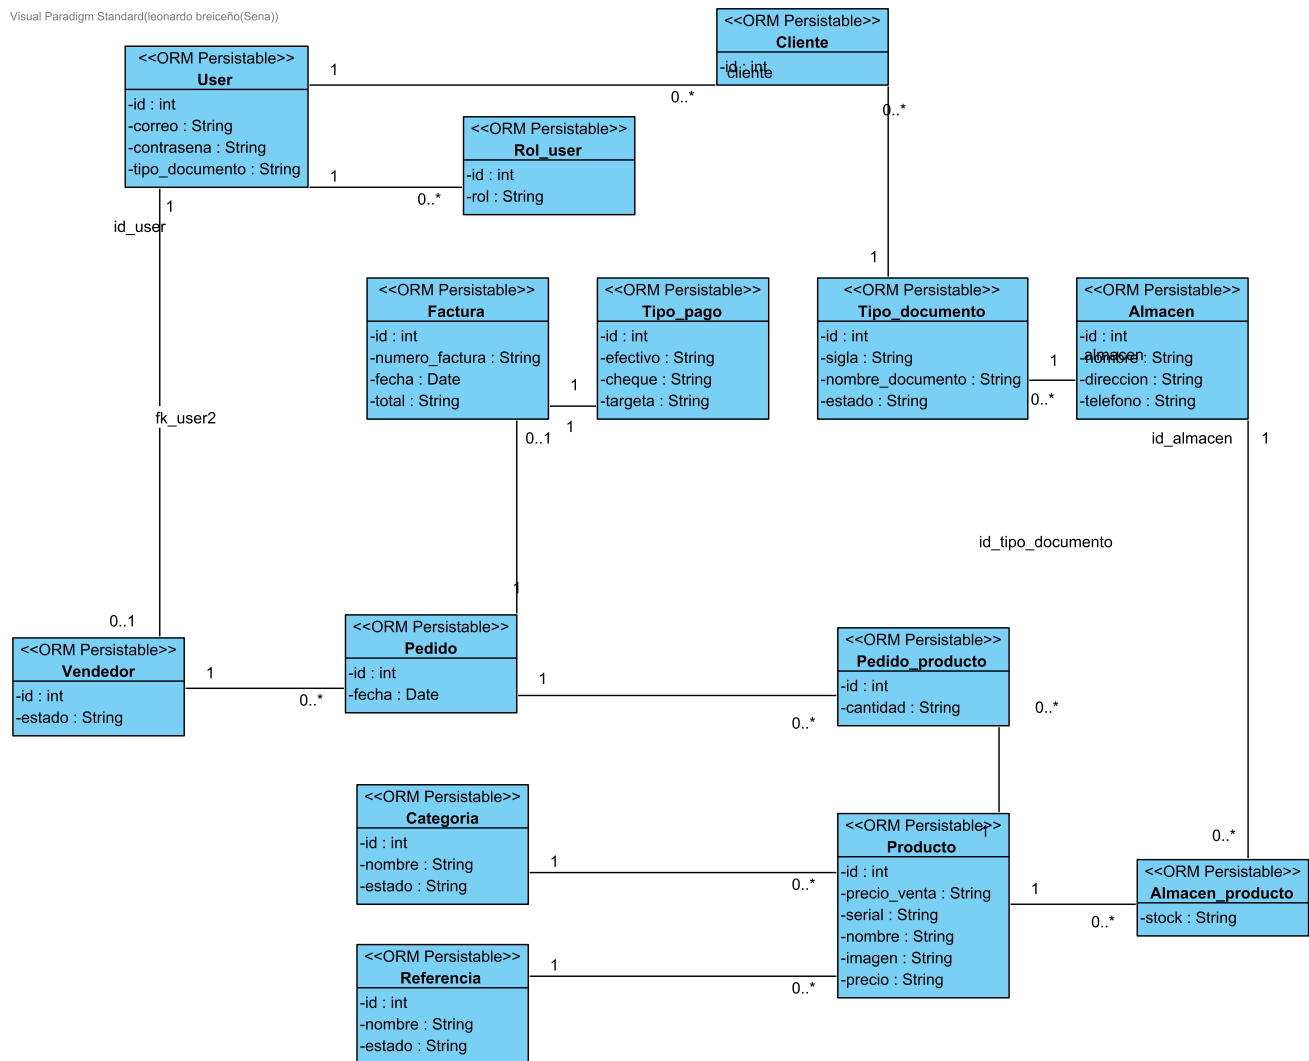 Visual Paradigm Standard(leonardo breiceño(Sena))
<<ORM Persistable>>
Cliente
-id : int
cliente
<<ORM Persistable>>
User
-id : int
-correo : String
-contrasena : String
-tipo_documento : String
1
0..*
0..*
<<ORM Persistable>>
Rol_user
-id : int
-rol : String
1
0..*
1
id_user
1
<<ORM Persistable>>
Factura
-id : int
-numero_factura : String
-fecha : Date
-total : String
<<ORM Persistable>>
Tipo_pago
-id : int
-efectivo : String
-cheque : String
-targeta : String
<<ORM Persistable>>
Tipo_documento
-id : int
-sigla : String
-nombre_documento : String
-estado : String
<<ORM Persistable>>
Almacen
-id : int
almacen
-nombre : String
-direccion : String
-telefono : String
1
1
1
0..*
fk_user2
0..1
id_almacen
1
id_tipo_documento
1
0..1
<<ORM Persistable>>
Vendedor
-id : int
-estado : String
1
0..*
<<ORM Persistable>>
Pedido
-id : int
-fecha : Date
1
0..*
<<ORM Persistable>>
Pedido_producto
-id : int
-cantidad : String
0..*
<<ORM Persistable>>
Categoria
-id : int
-nombre : String
-estado : String
1
0..*
<<ORM Persistable>>
1
Producto
-id : int
-precio_venta : String
-serial : String
-nombre : String
-imagen : String
-precio : String
0..*
1
0..*
<<ORM Persistable>>
Almacen_producto
-stock : String
<<ORM Persistable>>
Referencia
-id : int
-nombre : String
-estado : String
1
0..*